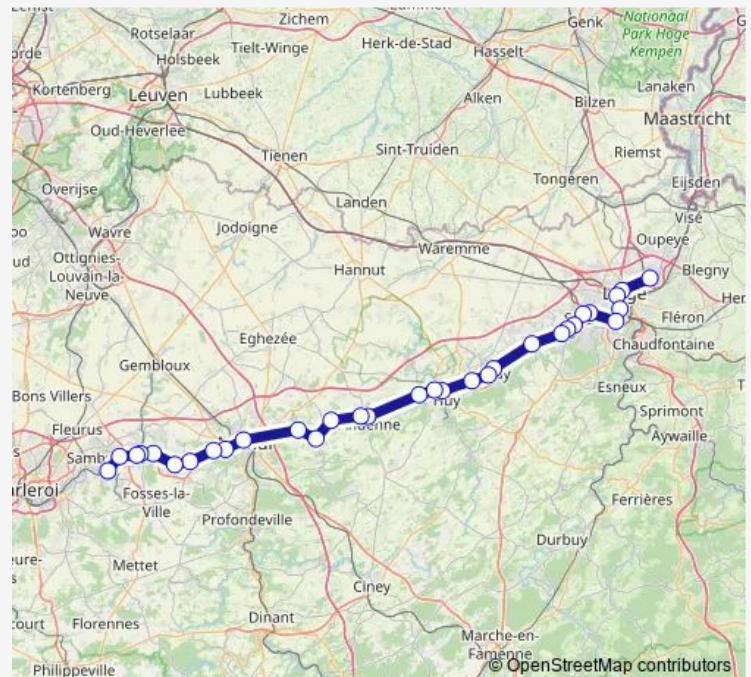 Zichem
Genk
Nationaal
Park Hoge
Kempen
Rotselaar
Tielt-Winge
Herk-de-Stad
Hasselt
Holsbeek
Kortenberg
Leuven
Lubbeek
Alken
Bilzen
Lanaken
Maastricht
Oud-Heverlee
Tienen
Sint-Truiden
Riemst
Tongeren
Eijsden
Overijse
Landen
Visé
Wavre
Jodoigne
Waremme
Oupeye
Ottignies-
Louvain-la-
Neuve
Hannut
Blegny
Fléron
Eghezée
Chaudfontaine
Gembloux
Esneux
Bons Villers
Huy
Sprimont
Fleurus
Aywaille
Fosses-la-
Ville
Ferrières
Profondeville
Durbuy
Mettet
Ciney
Florennes
Dinant
Marche-en-
Famenne
Philippeville
© OpenStreetMap contributors